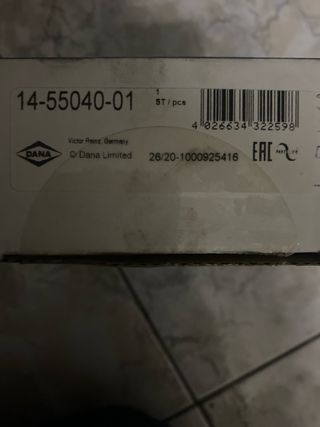 14-55040-01
1
ST / pcs
4 026634 322598
Victor Reinz, Germany
DANA
© Dana Limited
26/20-1000925416
EAC